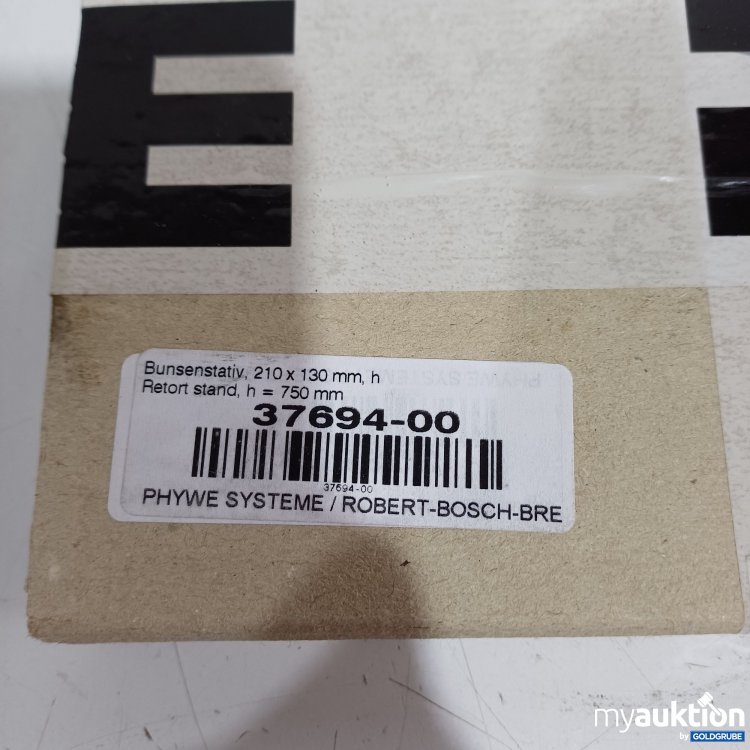 E
Bunsenstativ, 210 x 130 mm, h
Retort stand, h = 750 mm
37694-00
37694-00
PHYWE SYSTEME / ROBERT-BOSCH-BRE
myauktion
by GOLDGRUBE